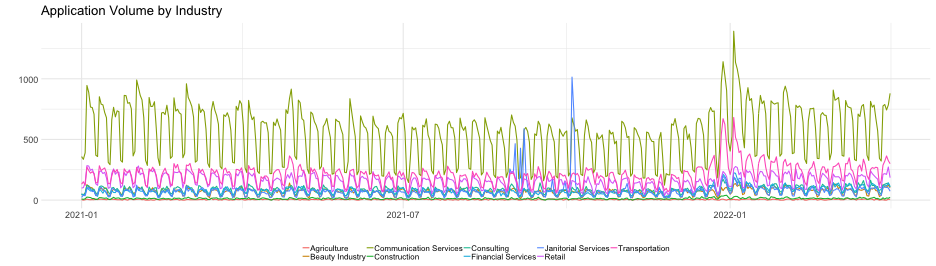 Application Volume by Industry
1000
500
0
2021-01 2021-07 2022-01
Agriculture Communication Services Consulting Janitorial Services Transportation
Beauty Industry Construction Financial Services Retail